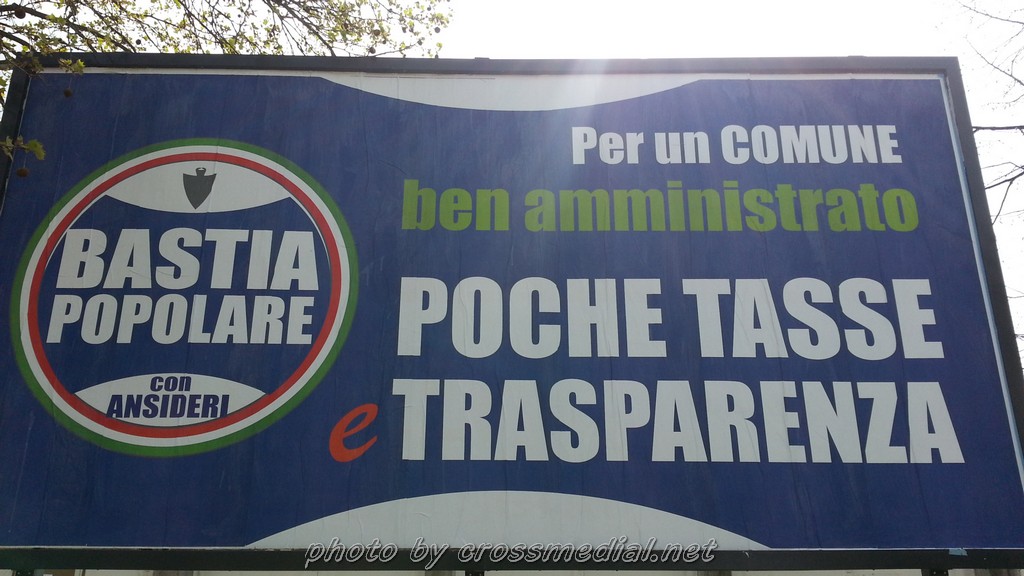 BASTIA
POPOLARE
con
ANSIDERI
Per un COMUNE
ben amministrato
POCHE TASSE
e TRASPARENZA
photo by crossmedial.net